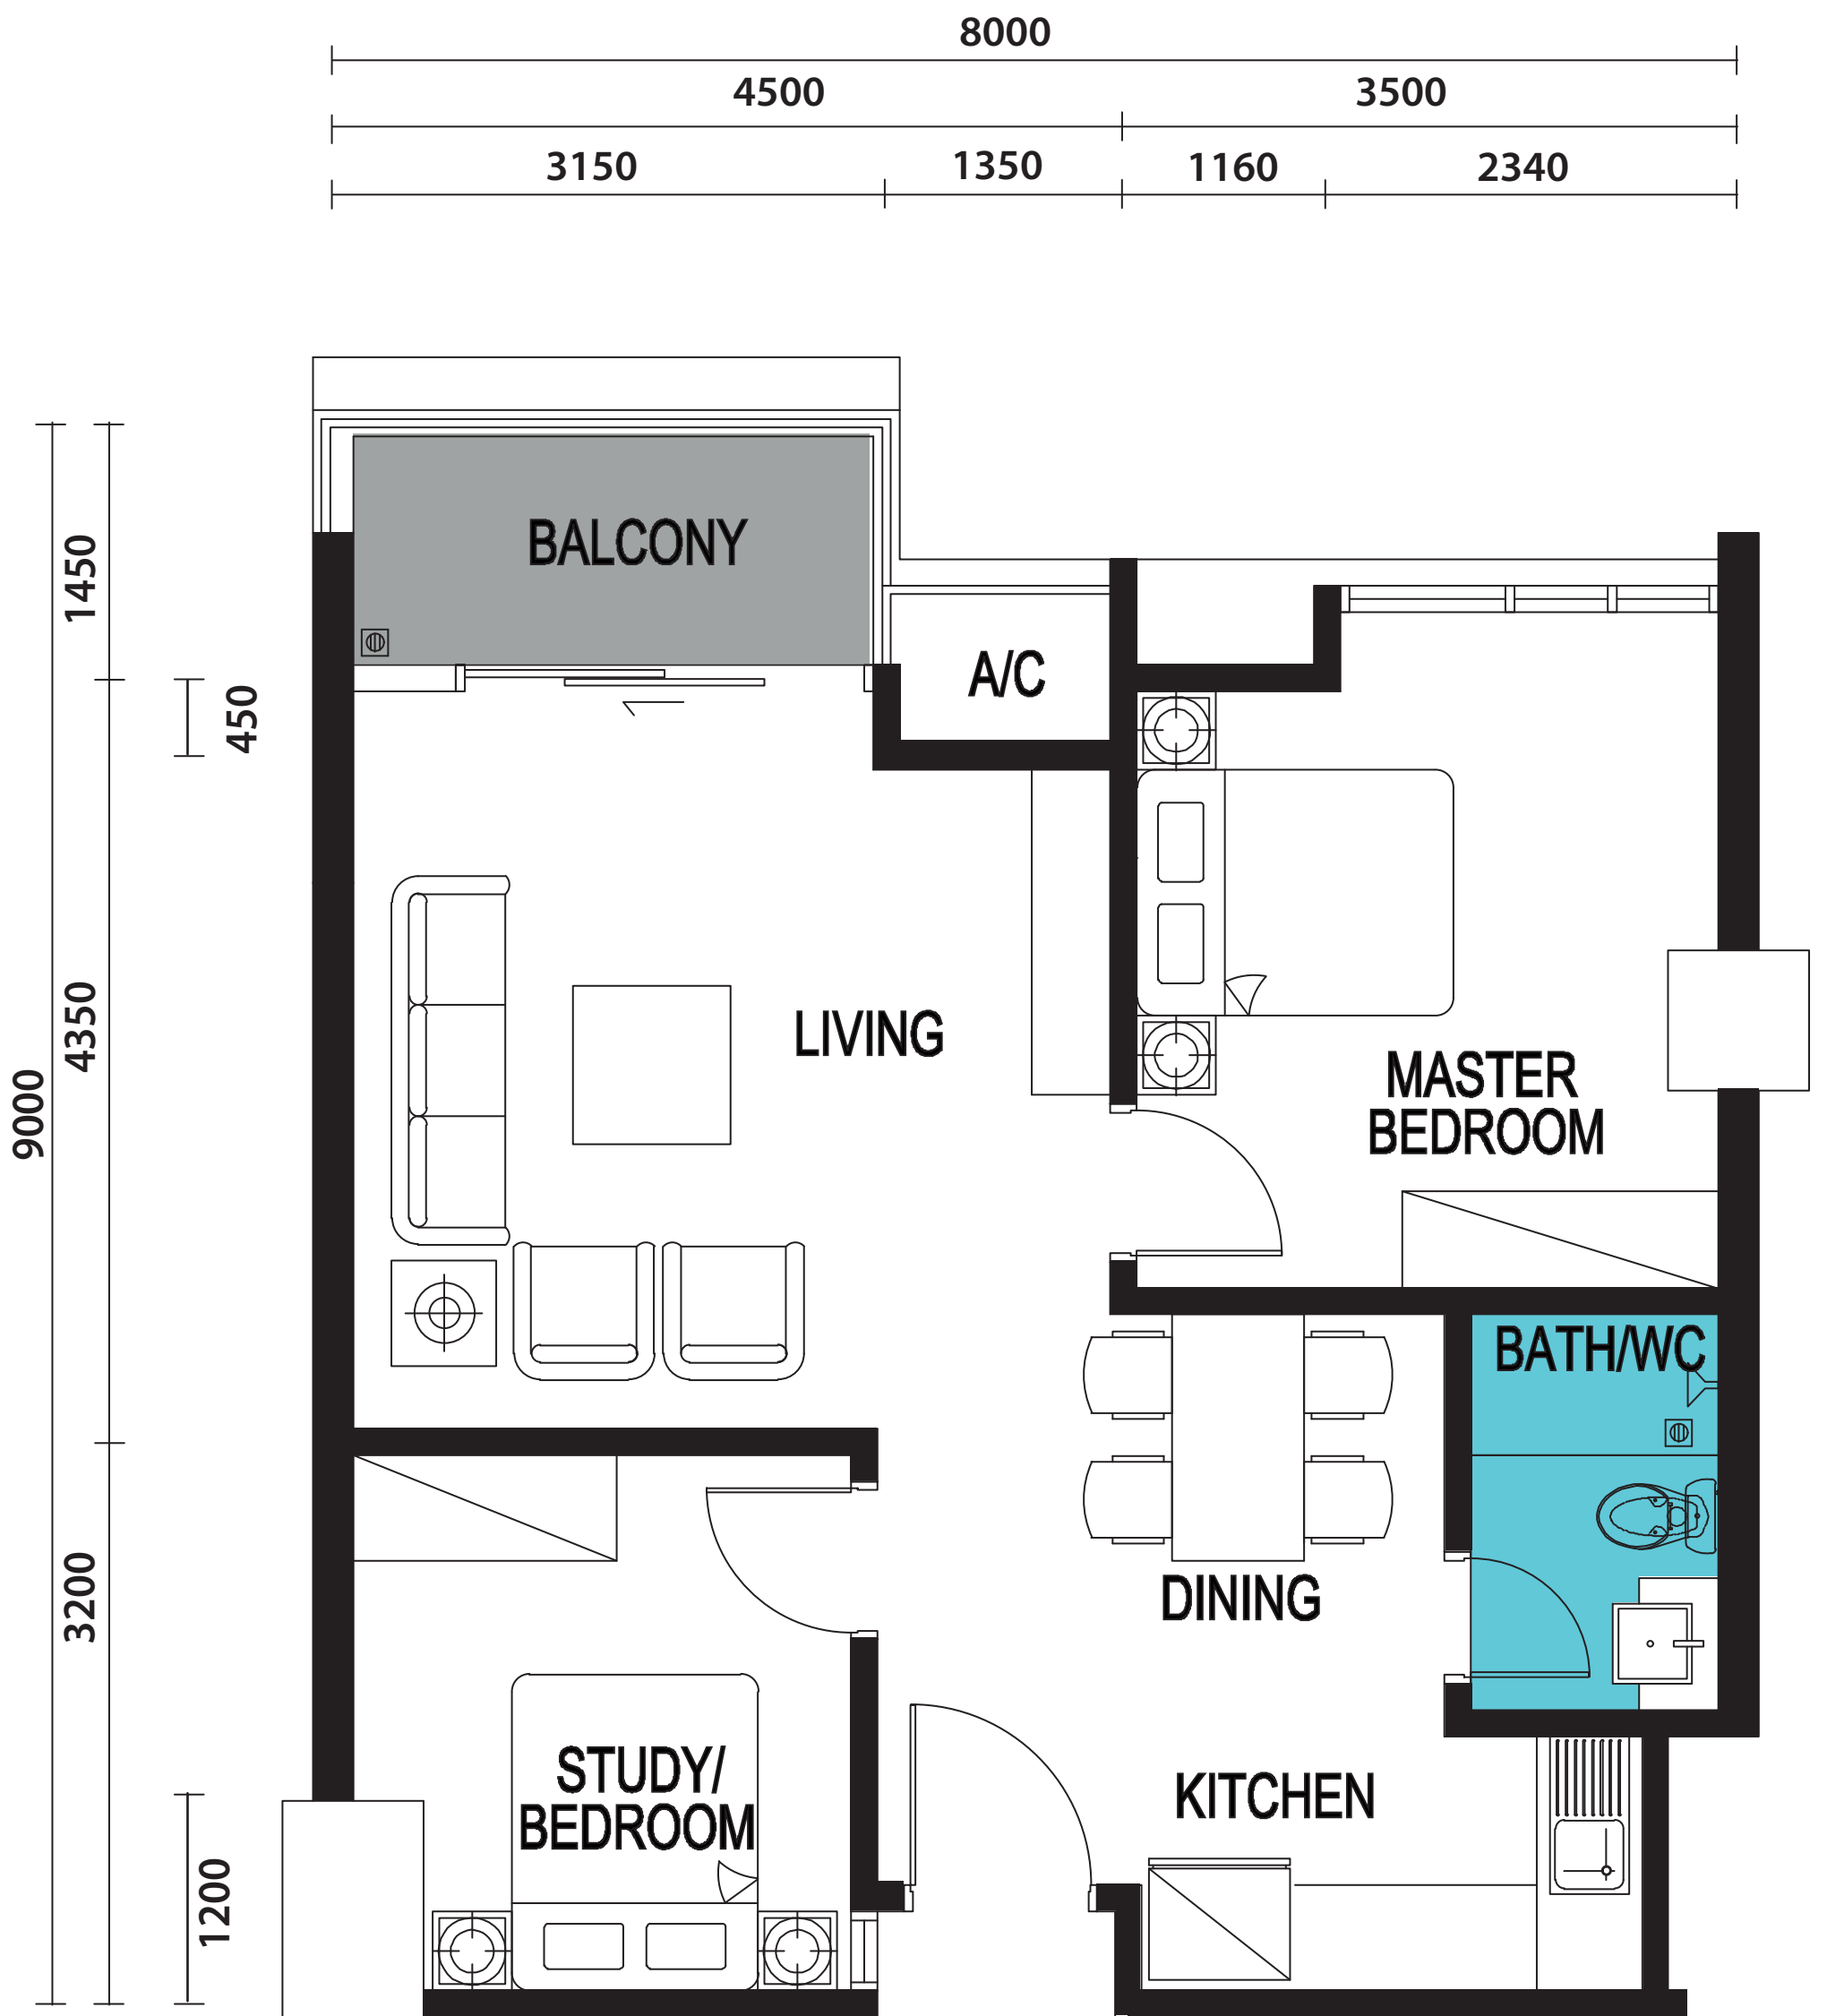 8000
4500
3500
3150
1350
1160
2340
BALCONY
1450
A/C
450
LIVING
4350
9000
MASTER
BEDROOM
BATH/WC
DINING
3200
STUDY/
BEDROOM
KITCHEN
1200